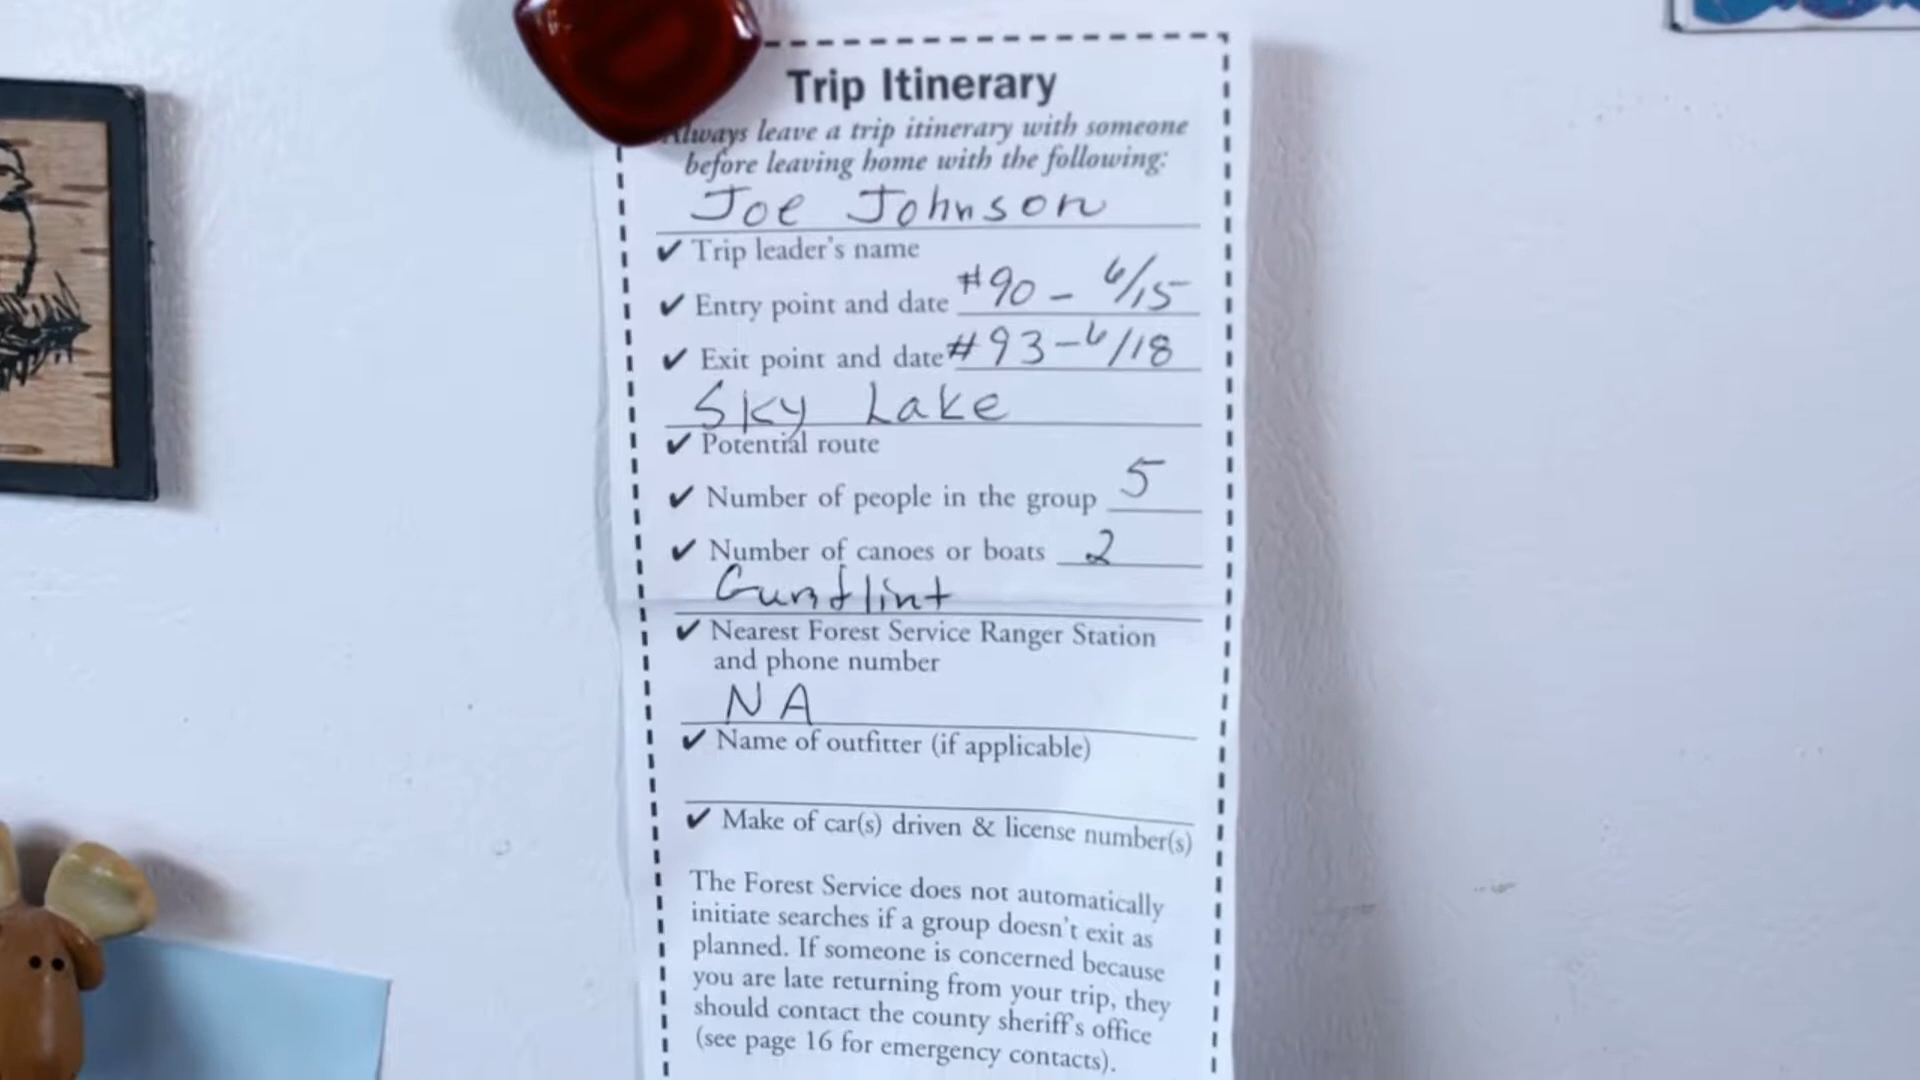 Trip Itinerary
Always leave a trip itinerary with someone
before leaving home with the following:
Joe Johnson
✔ Trip leader's name
✔ Entry point and date #90 - 6/15
✔ Exit point and date #93-6/18
Sky Lake
✔ Potential route
✔ Number of people in the group 5
✔ Number of canoes or boats 2
Gunflint
✔ Nearest Forest Service Ranger Station
and phone number
NA
✔ Name of outfitter (if applicable)
✔ Make of car(s) driven & license number(s)
The Forest Service does not automatically
initiate searches if a group doesn't exit as
planned. If someone is concerned because
you are late returning from your trip, they
should contact the county sheriff's office
(see page 16 for emergency contacts).